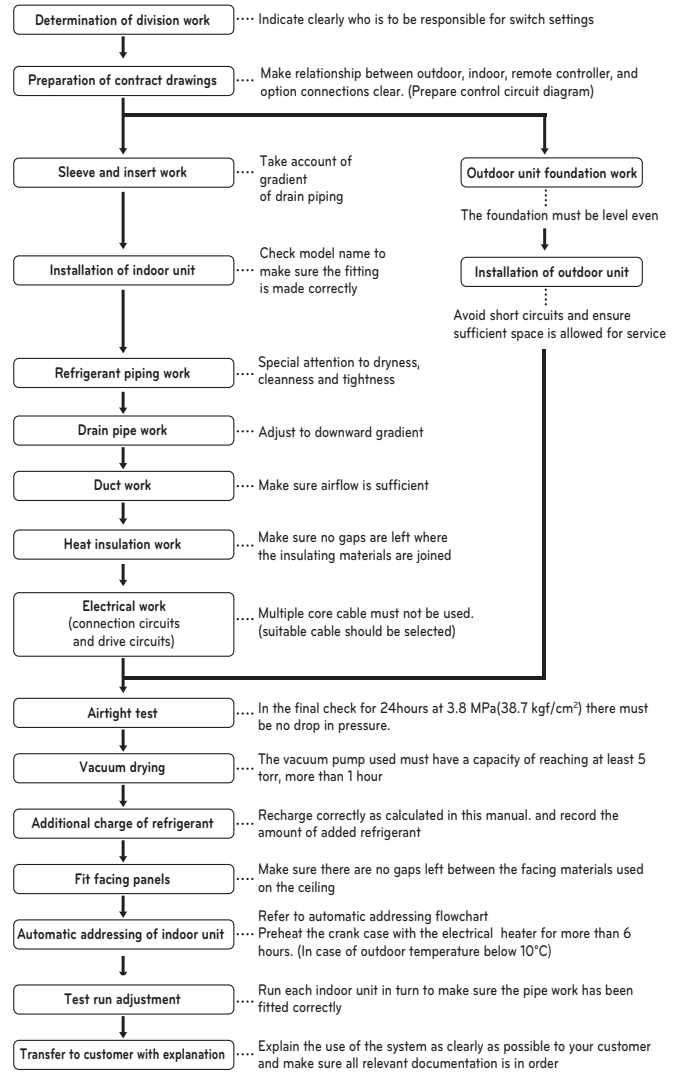 Determination of division work
Indicate clearly who is to be responsible for switch settings
Preparation of contract drawings
Make relationship between outdoor, indoor, remote controller, and
option connections clear. (Prepare control circuit diagram)
Sleeve and insert work
Take account of
gradient
of drain piping
Outdoor unit foundation work
The foundation must be level even
Installation of indoor unit
Check model name to
make sure the fitting
is made correctly
Installation of outdoor unit
Avoid short circuits and ensure
sufficient space is allowed for service
Refrigerant piping work
Special attention to dryness,
cleanness and tightness
Drain pipe work
Adjust to downward gradient
Duct work
Make sure airflow is sufficient
Heat insulation work
Make sure no gaps are left where
the insulating materials are joined
Electrical work
(connection circuits
and drive circuits)
Multiple core cable must not be used.
(suitable cable should be selected)
Airtight test
In the final check for 24hours at 3.8 MPa(38.7 kgf/cm²) there must
be no drop in pressure.
Vacuum drying
The vacuum pump used must have a capacity of reaching at least 5
torr, more than 1 hour
Additional charge of refrigerant
Recharge correctly as calculated in this manual. and record the
amount of added refrigerant
Fit facing panels
Make sure there are no gaps left between the facing materials used
on the ceiling
Automatic addressing of indoor unit
Refer to automatic addressing flowchart
Preheat the crank case with the electrical heater for more than 6
hours. (In case of outdoor temperature below 10°C)
Test run adjustment
Run each indoor unit in turn to make sure the pipe work has been
fitted correctly
Transfer to customer with explanation
Explain the use of the system as clearly as possible to your customer
and make sure all relevant documentation is in order